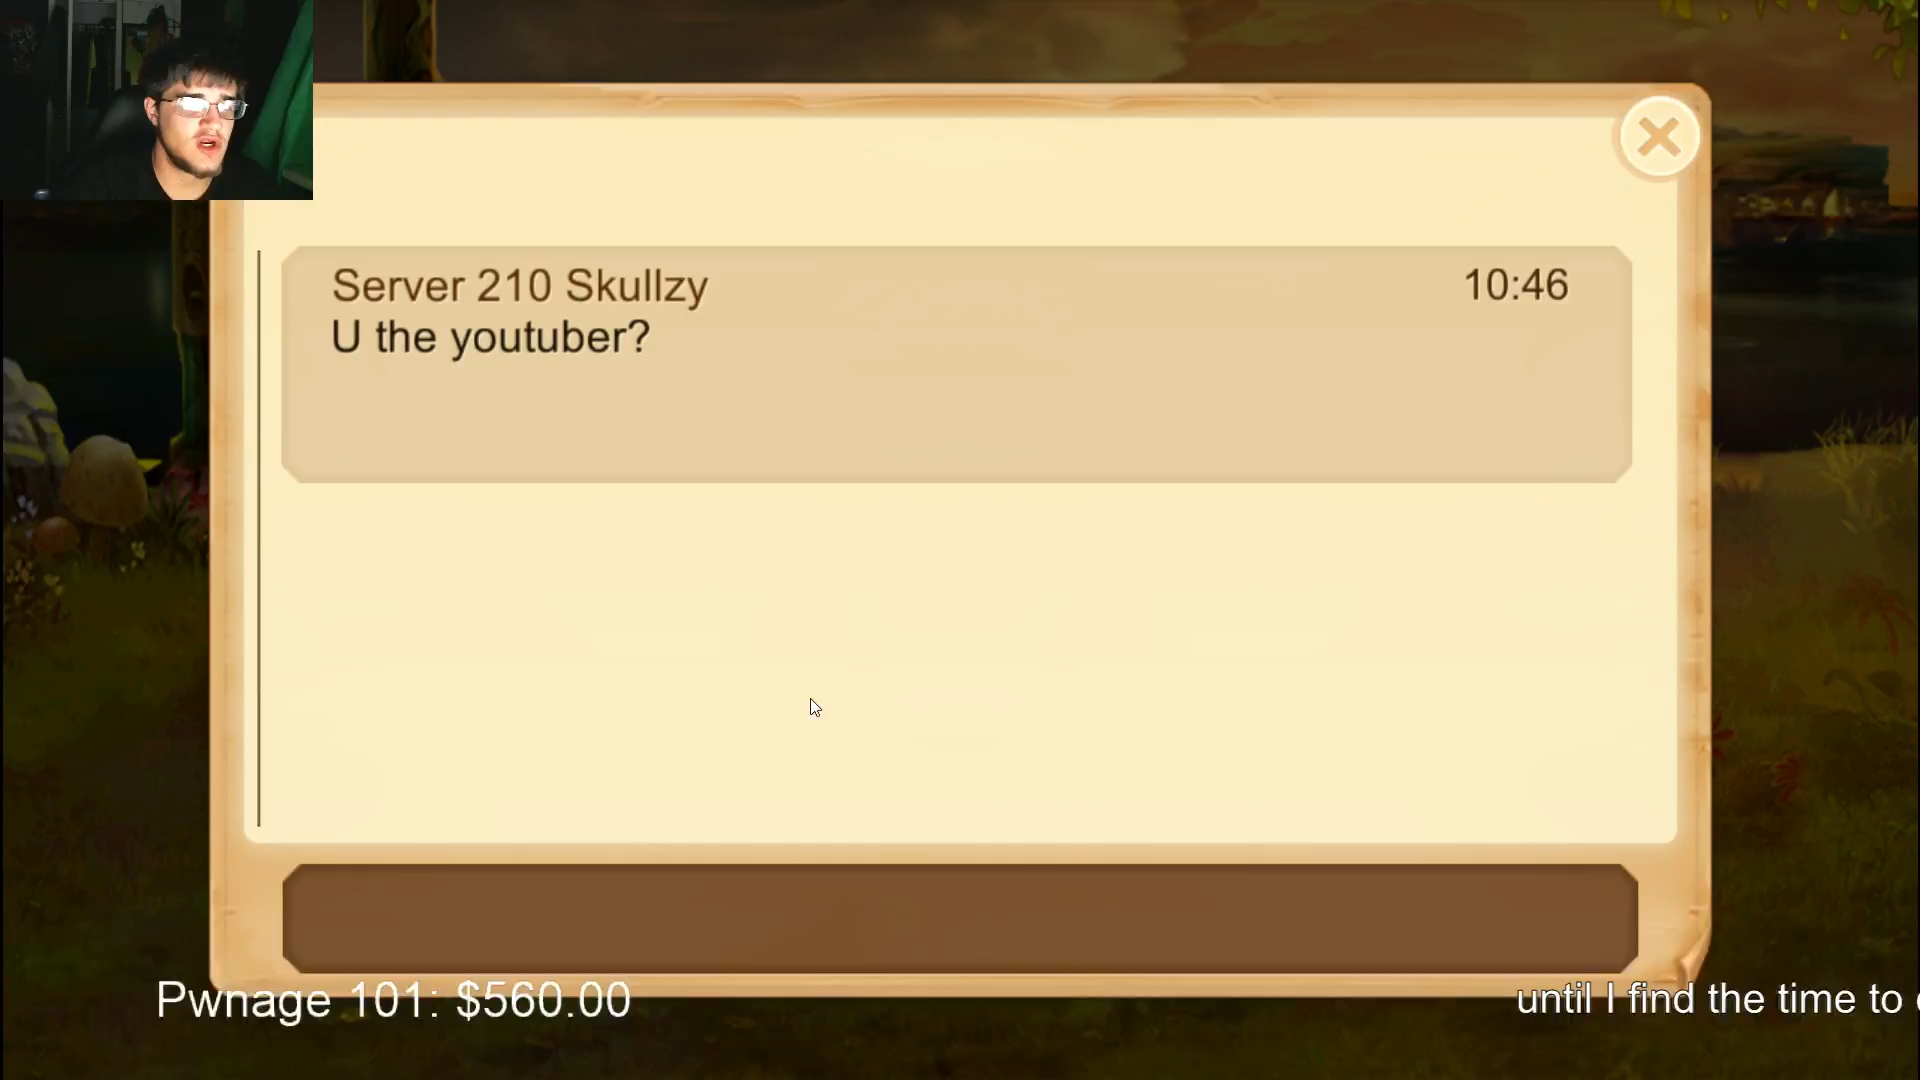 Server 210 Skullzy 10:46
U the youtuber?
Pwnage 101: $560.00
until I find the time to